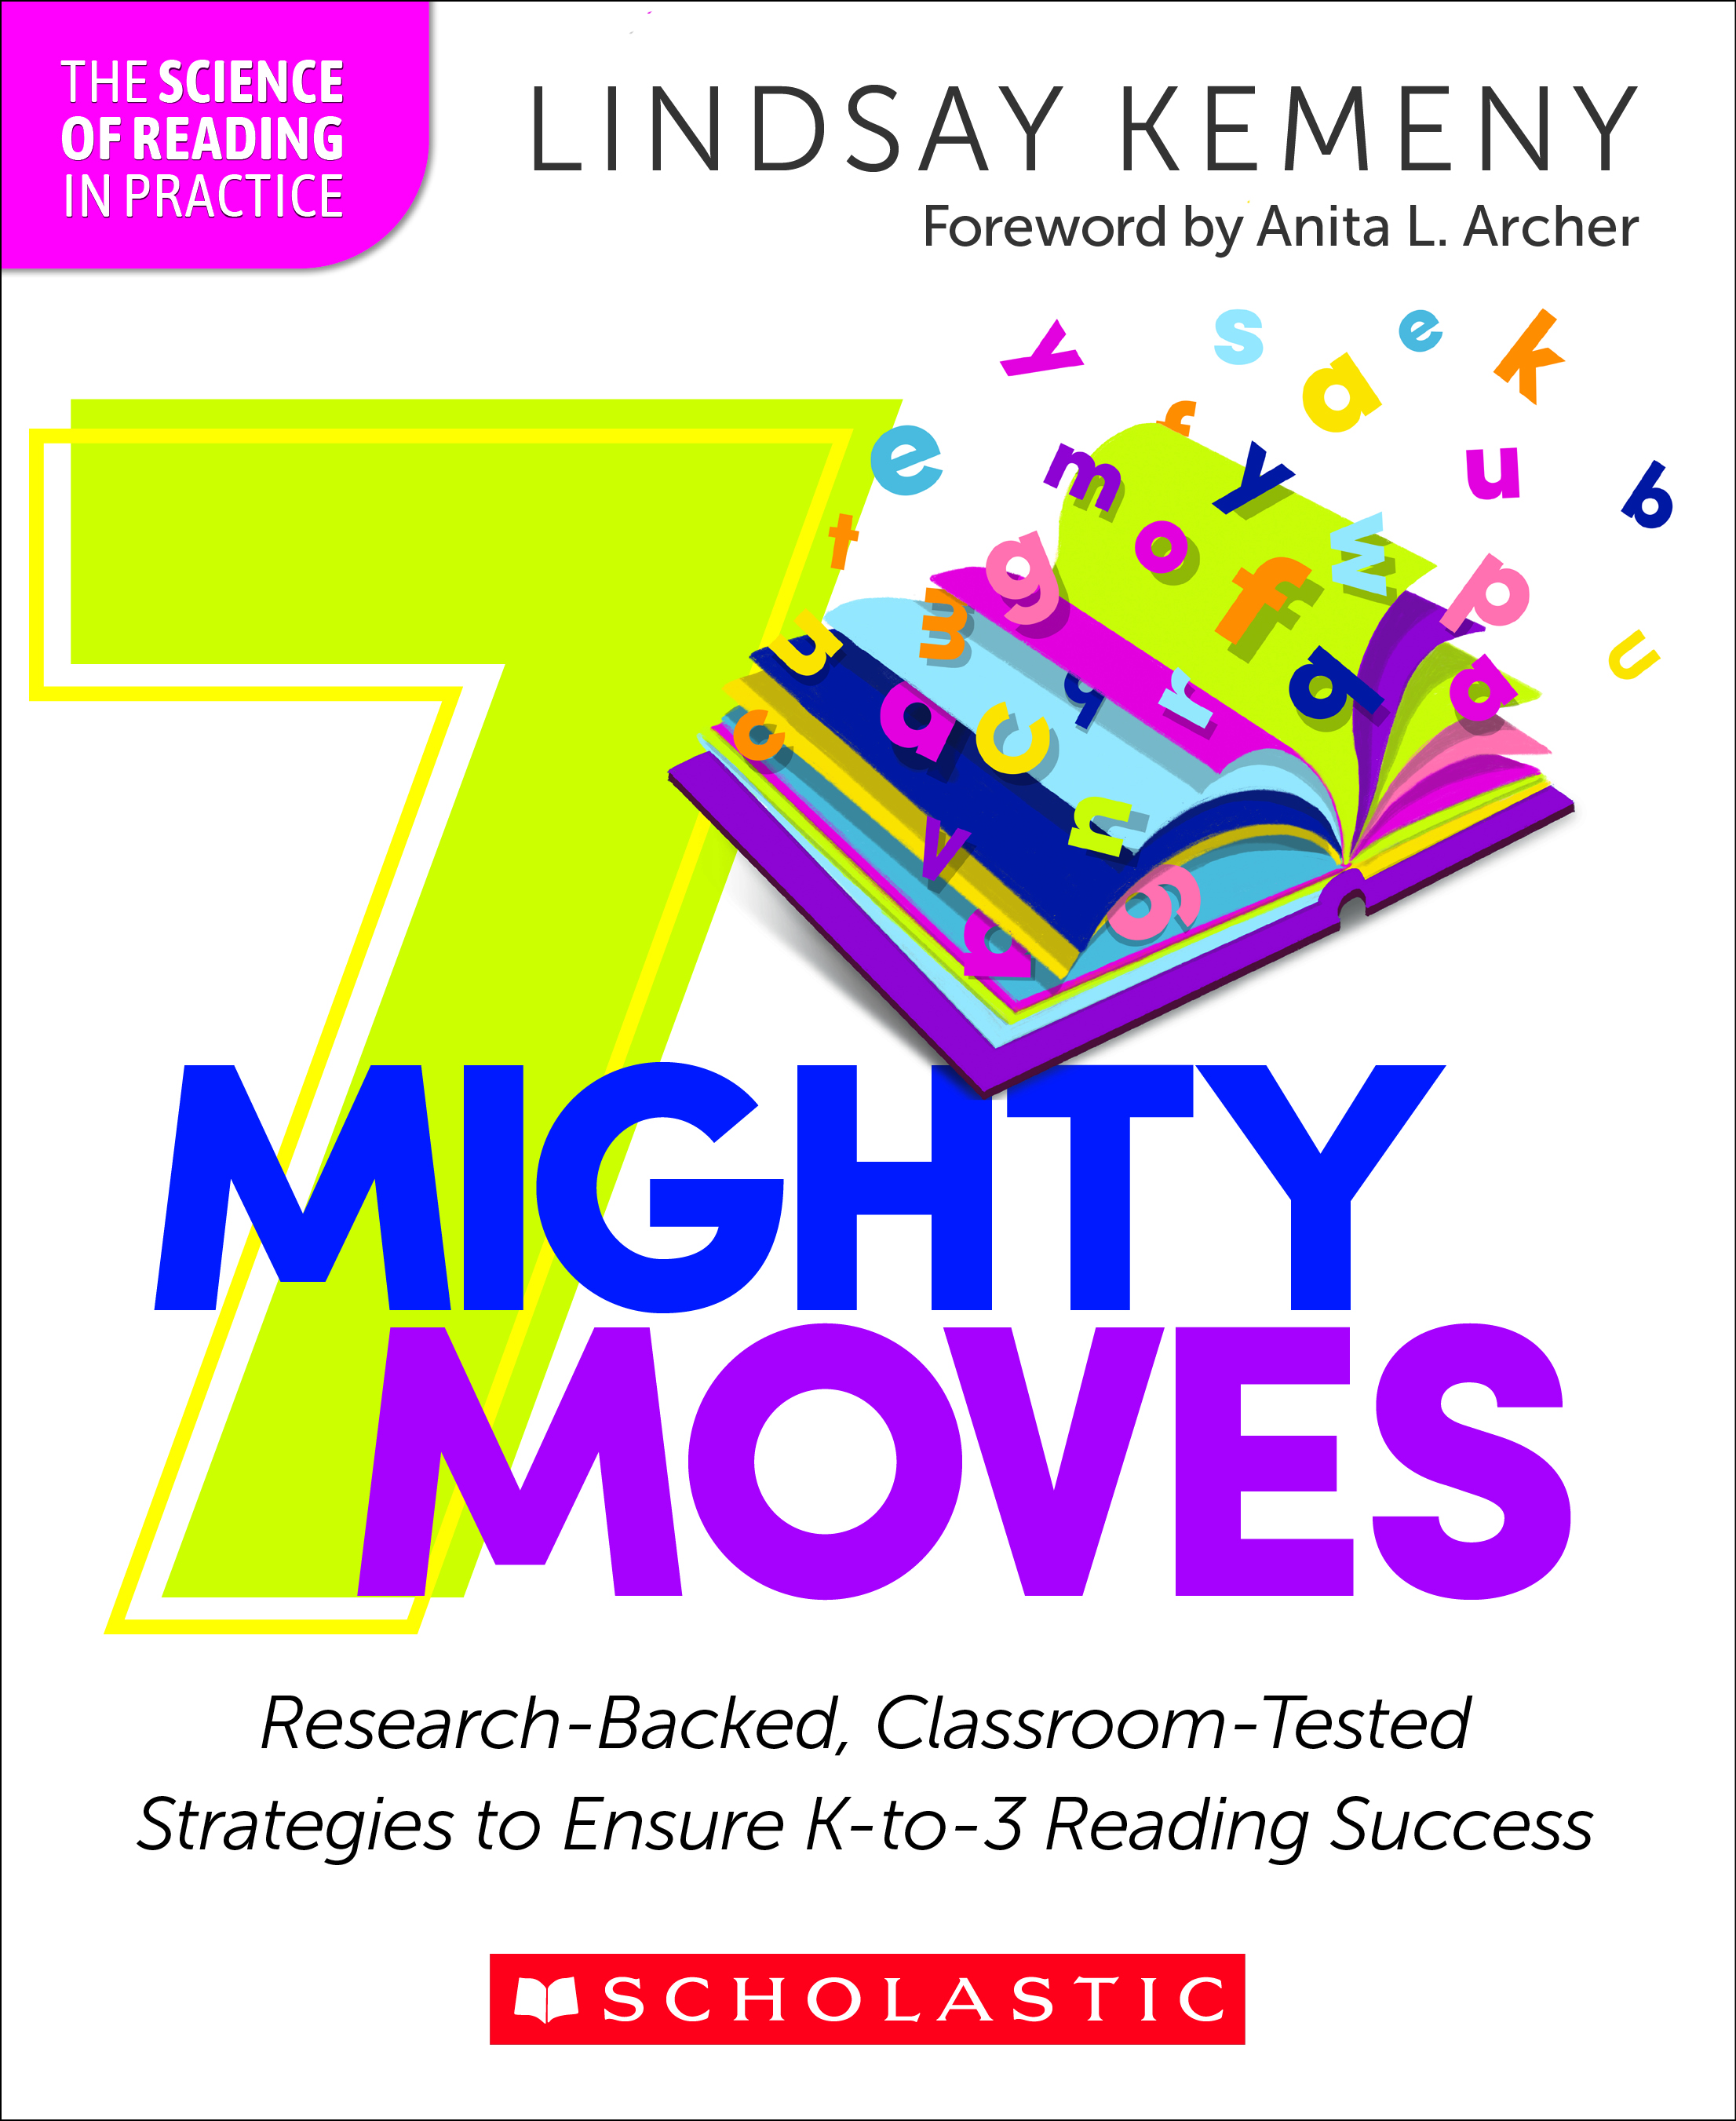 THE SCIENCE
OF READING
IN PRACTICE
LINDSAY KEMENY
Foreword by Anita L. Archer
y s e k
a
f
e m y u b
t o w
g f p
m u
u d a
q r
c a c
n
v
g
a
7
MIGHTY
MOVES
Research-Backed, Classroom-Tested
Strategies to Ensure K-to-3 Reading Success
SCHOLASTIC